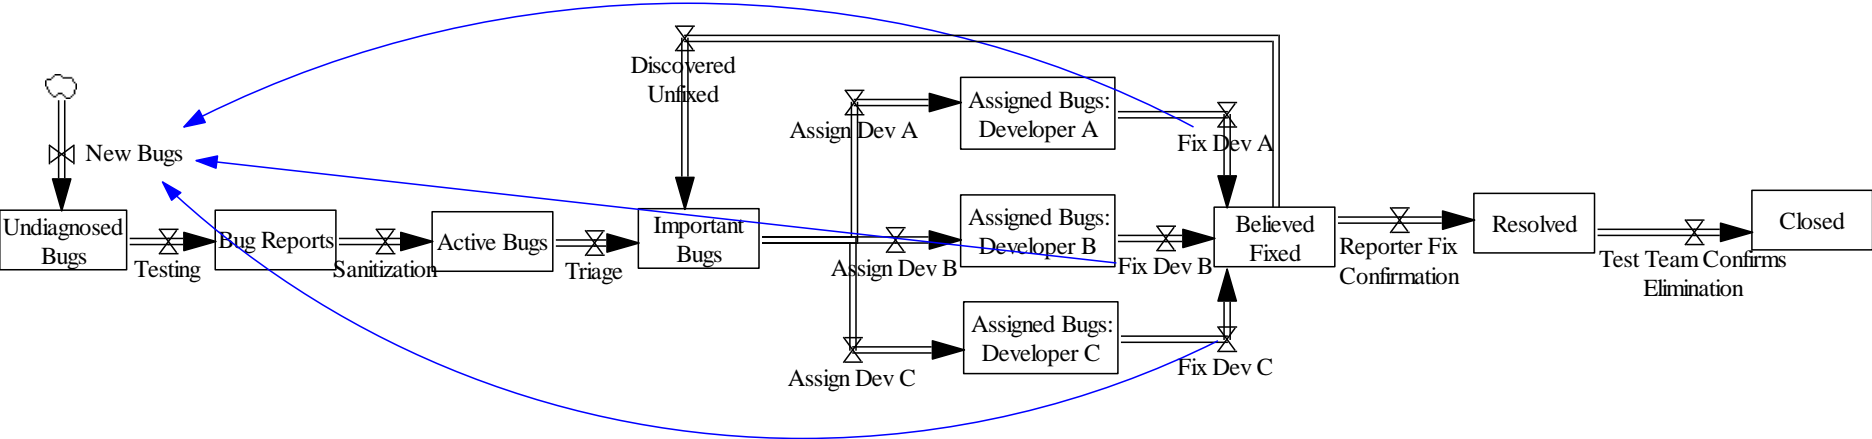 Discovered
Unfixed
Assigned Bugs:
Developer A
Assign Dev A
Fix Dev A
New Bugs
Undiagnosed
Bugs
Testing
Bug Reports
Sanitization
Active Bugs
Triage
Important
Bugs
Assigned Bugs:
Developer B
Assign Dev B
Fix Dev B
Believed
Fixed
Reporter Fix
Confirmation
Resolved
Test Team Confirms
Elimination
Closed
Assigned Bugs:
Developer C
Assign Dev C
Fix Dev C